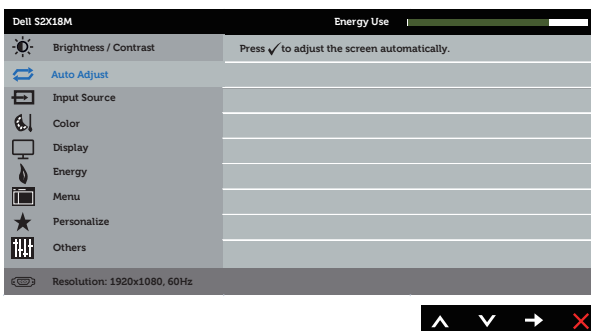 Dell S2X18M Energy Use
Brightness / Contrast
Press ✓ to adjust the screen automatically.
Auto Adjust
Input Source
Color
Display
Energy
Menu
Personalize
Others
Resolution: 1920x1080, 60Hz